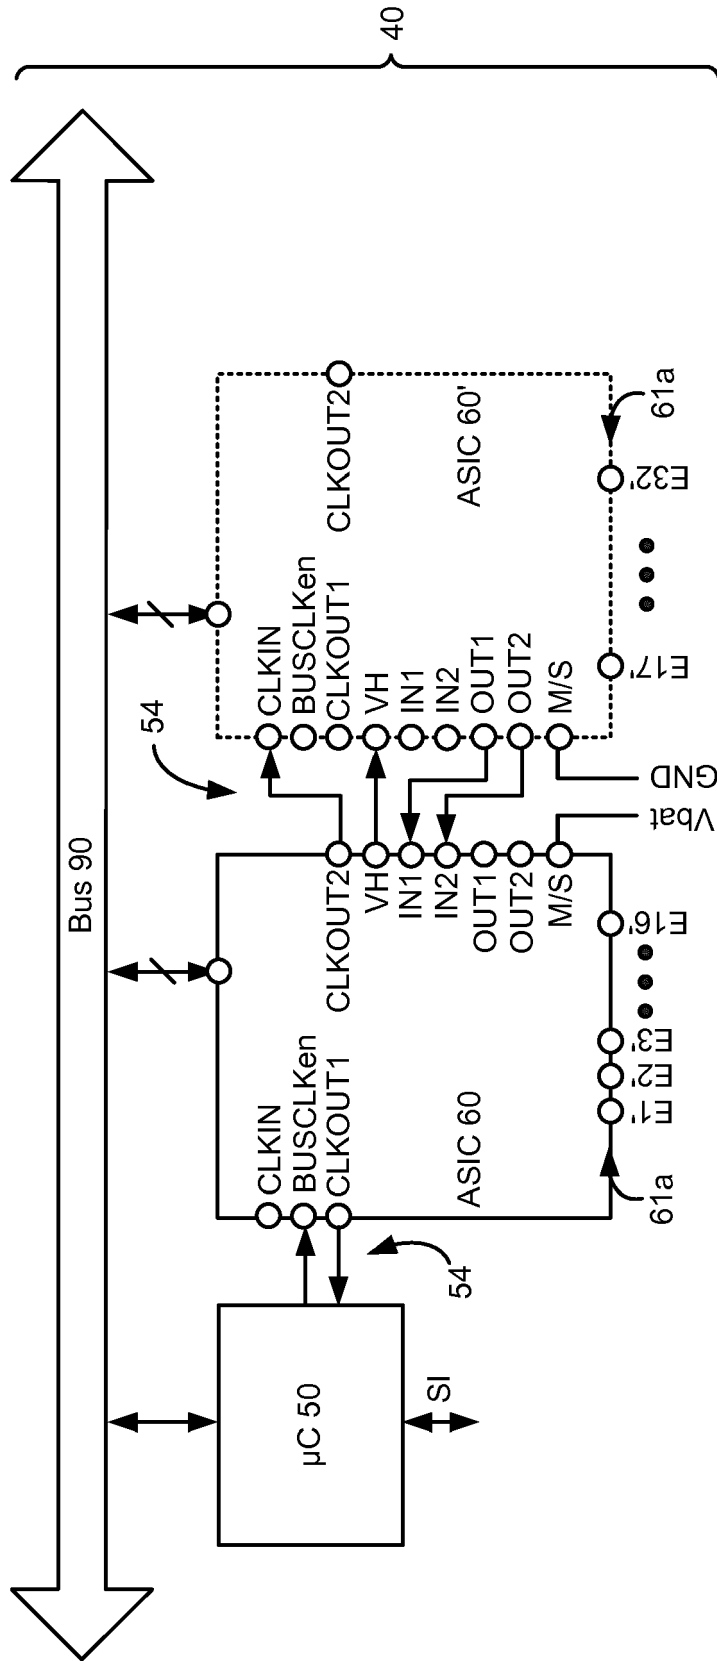 40
Bus 90
µC 50
SI
54
CLKIN
BUSCLKen
CLKOUT1
ASIC 60
CLKOUT2
VH
IN1
IN2
OUT1
OUT2
M/S
61a
E1'
E2'
E3'
E16'
Vbat
GND
54
CLKIN
BUSCLKen
CLKOUT1
VH
IN1
IN2
OUT1
OUT2
M/S
CLKOUT2
ASIC 60'
E17'
E32'
61a